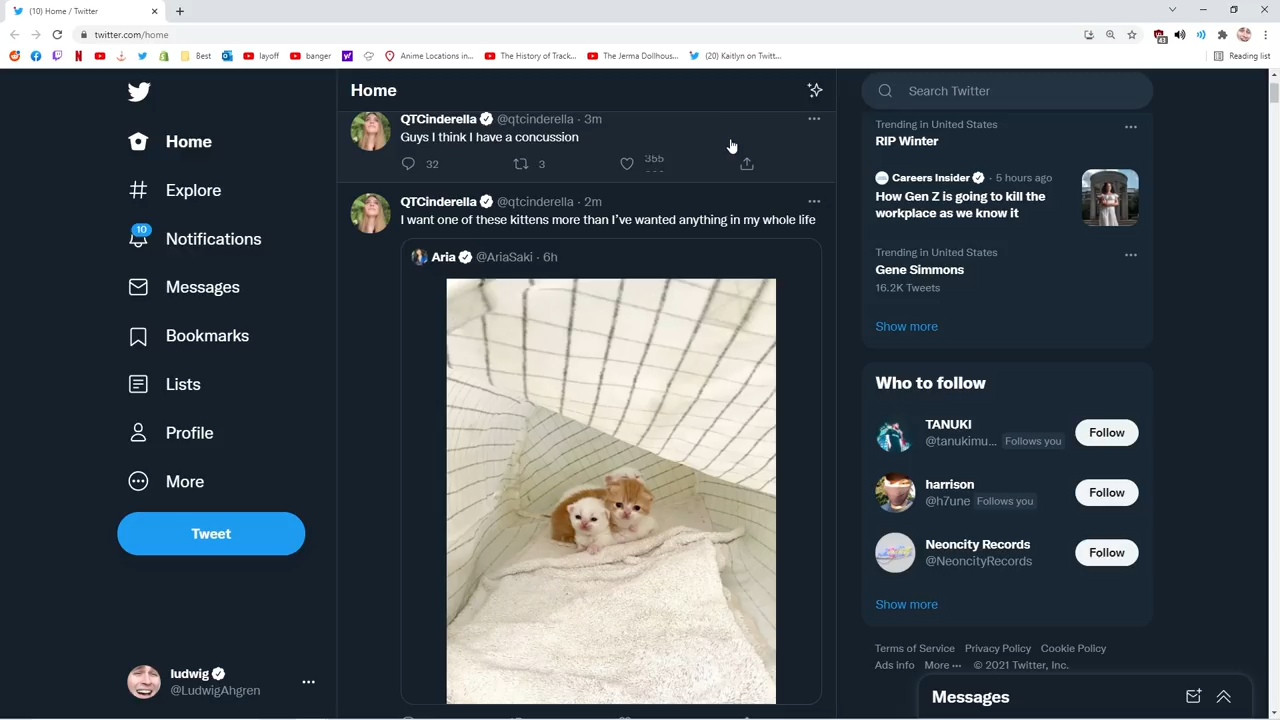 (10) Home / Twitter
twitter.com/home
43
Best
layoff
banger
Anime Locations in...
The History of Track...
The Jerma Dollhous...
(20) Kaitlyn on Twitt...
Reading list
Home
Explore
10
Notifications
Messages
Bookmarks
Lists
Profile
More
Tweet
ludwig
@LudwigAhgren
Home
QTCinderella @qtcinderella · 3m
Guys I think I have a concussion
32
3
355
QTCinderella @qtcinderella · 2m
I want one of these kittens more than I've wanted anything in my whole life
Aria @AriaSaki · 6h
Search Twitter
Trending in United States
RIP Winter
Careers Insider · 5 hours ago
How Gen Z is going to kill the
workplace as we know it
Trending in United States
Gene Simmons
16.2K Tweets
Show more
Who to follow
TANUKI
@tanukimu... Follows you
Follow
harrison
@h7une Follows you
Follow
Neoncity Records
@NeoncityRecords
Follow
Show more
Terms of Service Privacy Policy Cookie Policy
Ads info More ··· © 2021 Twitter, Inc.
Messages